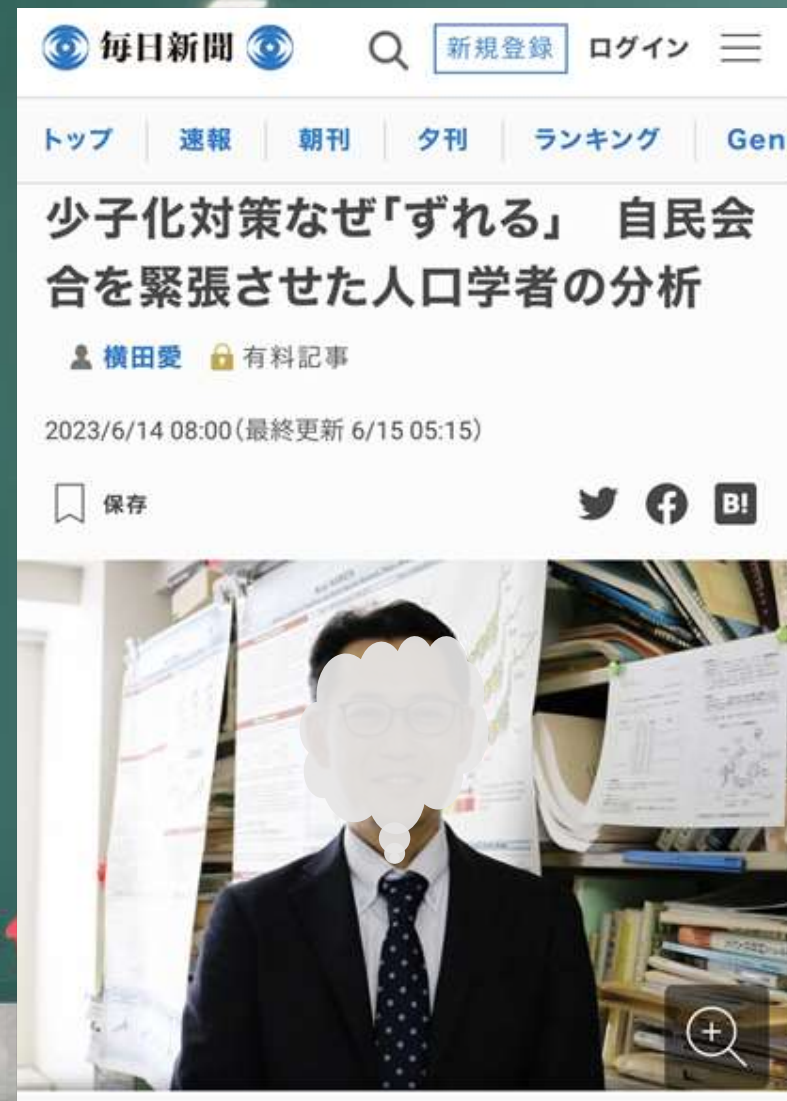 毎日新聞
新規登録 ログイン
トップ 速報 朝刊 夕刊 ランキング Gen
少子化対策なぜ「ずれる」 自民会
合を緊張させた人口学者の分析
横田愛 有料記事
2023/6/14 08:00(最終更新 6/15 05:15)
保存
B!